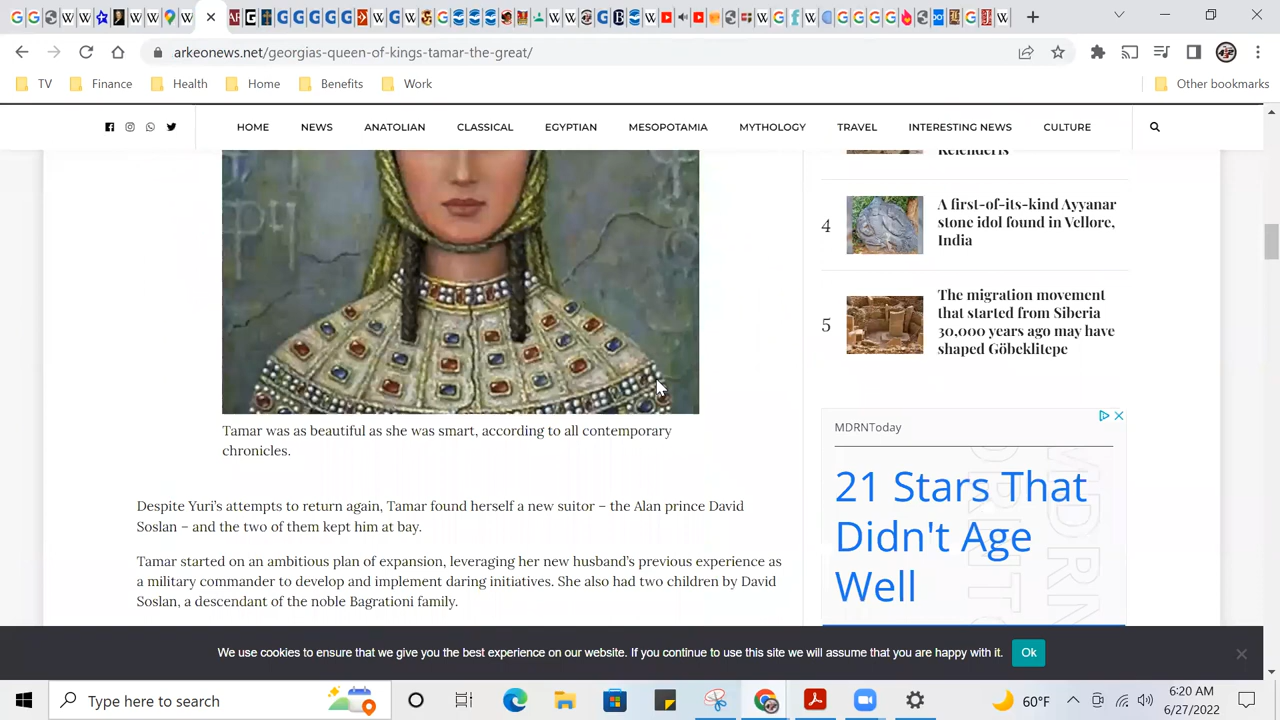 arkeonews.net/georgias-queen-of-kings-tamar-the-great/
TV Finance Health Home Benefits Work Other bookmarks
HOME NEWS ANATOLIAN CLASSICAL EGYPTIAN MESOPOTAMIA MYTHOLOGY TRAVEL INTERESTING NEWS CULTURE
Tamar was as beautiful as she was smart, according to all contemporary
chronicles.
Despite Yuri's attempts to return again, Tamar found herself a new suitor – the Alan prince David
Soslan – and the two of them kept him at bay.
Tamar started on an ambitious plan of expansion, leveraging her new husband's previous experience as
a military commander to develop and implement daring initiatives. She also had two children by David
Soslan, a descendant of the noble Bagrationi family.
4
A first-of-its-kind Ayyanar
stone idol found in Vellore,
India
5
The migration movement
that started from Siberia
30,000 years ago may have
shaped Göbeklitepe
MDRNToday
21 Stars That
Didn't Age
Well
We use cookies to ensure that we give you the best experience on our website. If you continue to use this site we will assume that you are happy with it. Ok
Type here to search
60°F
6:20 AM
6/27/2022